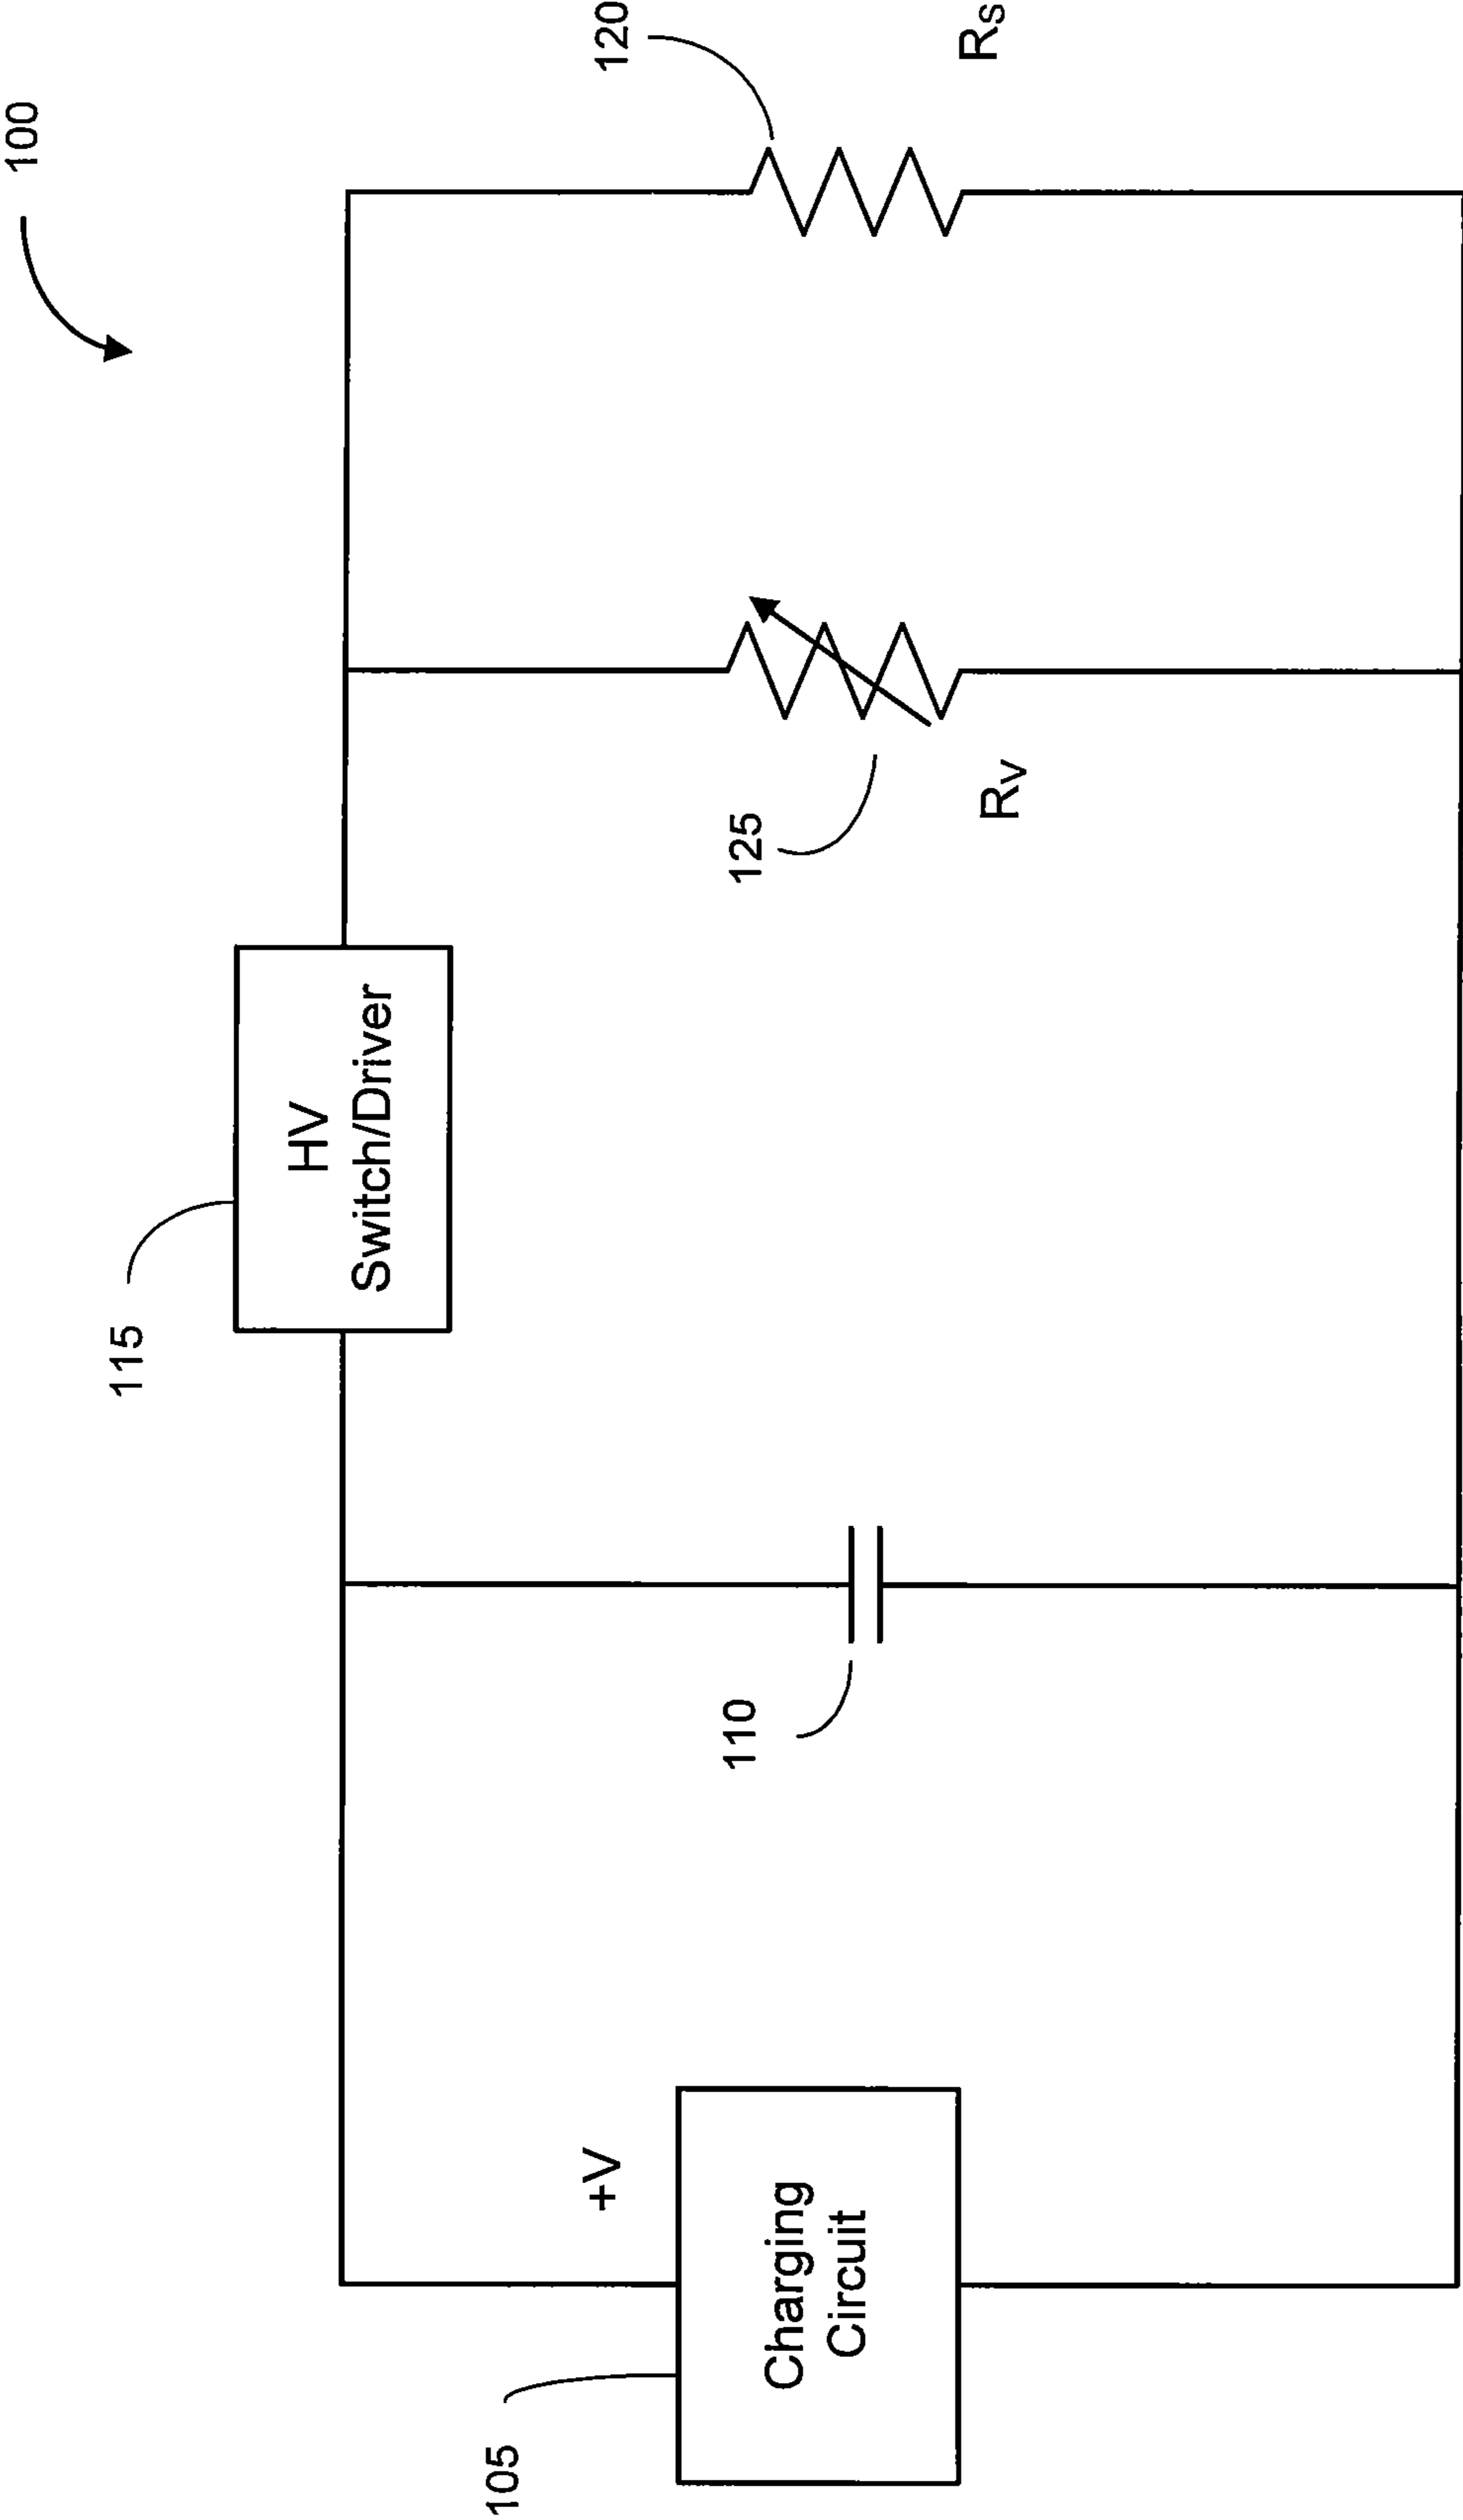 100
115
HV
Switch/Driver
105
+V
Charging
Circuit
110
125
RV
120
RS